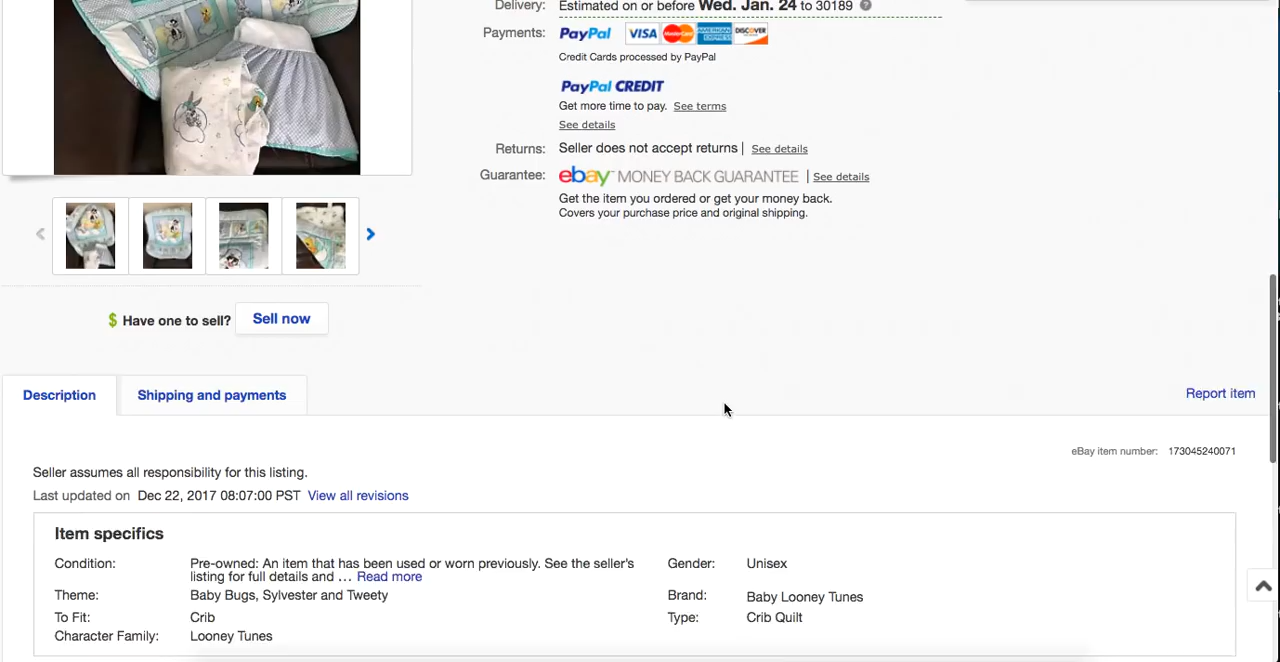 Delivery: Estimated on or before Wed. Jan. 24 to 30189 ?
Payments: PayPal VISA MasterCard AMERICAN EXPRESS DISCOVER
Credit Cards processed by PayPal
PayPal CREDIT
Get more time to pay. See terms
See details
Returns: Seller does not accept returns | See details
Guarantee: ebay MONEY BACK GUARANTEE | See details
Get the item you ordered or get your money back.
Covers your purchase price and original shipping.
$ Have one to sell? Sell now
Description Shipping and payments Report item
eBay item number: 173045240071
Seller assumes all responsibility for this listing.
Last updated on Dec 22, 2017 08:07:00 PST View all revisions
Item specifics
Condition: Pre-owned: An item that has been used or worn previously. See the seller's
listing for full details and … Read more
Gender: Unisex
Theme: Baby Bugs, Sylvester and Tweety Brand: Baby Looney Tunes
To Fit: Crib Type: Crib Quilt
Character Family: Looney Tunes